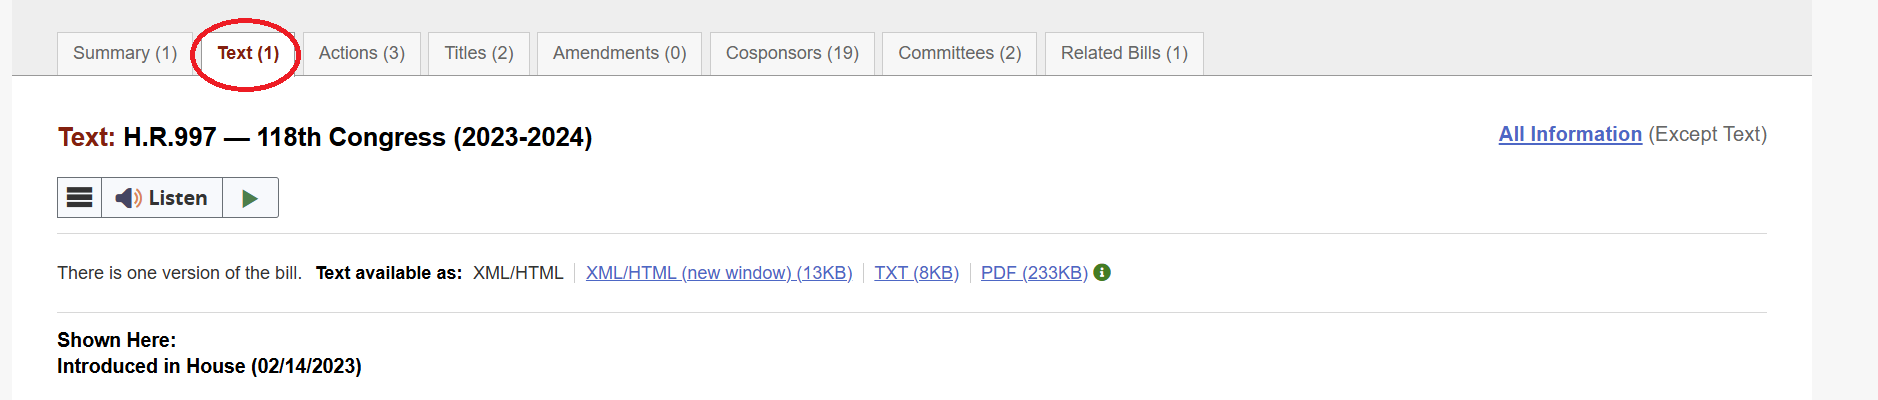 Summary (1) Text (1) Actions (3) Titles (2) Amendments (0) Cosponsors (19) Committees (2) Related Bills (1)
Text: H.R.997 — 118th Congress (2023-2024)
All Information (Except Text)
Listen
There is one version of the bill. Text available as: XML/HTML XML/HTML (new window) (13KB) TXT (8KB) PDF (233KB)
Shown Here:
Introduced in House (02/14/2023)